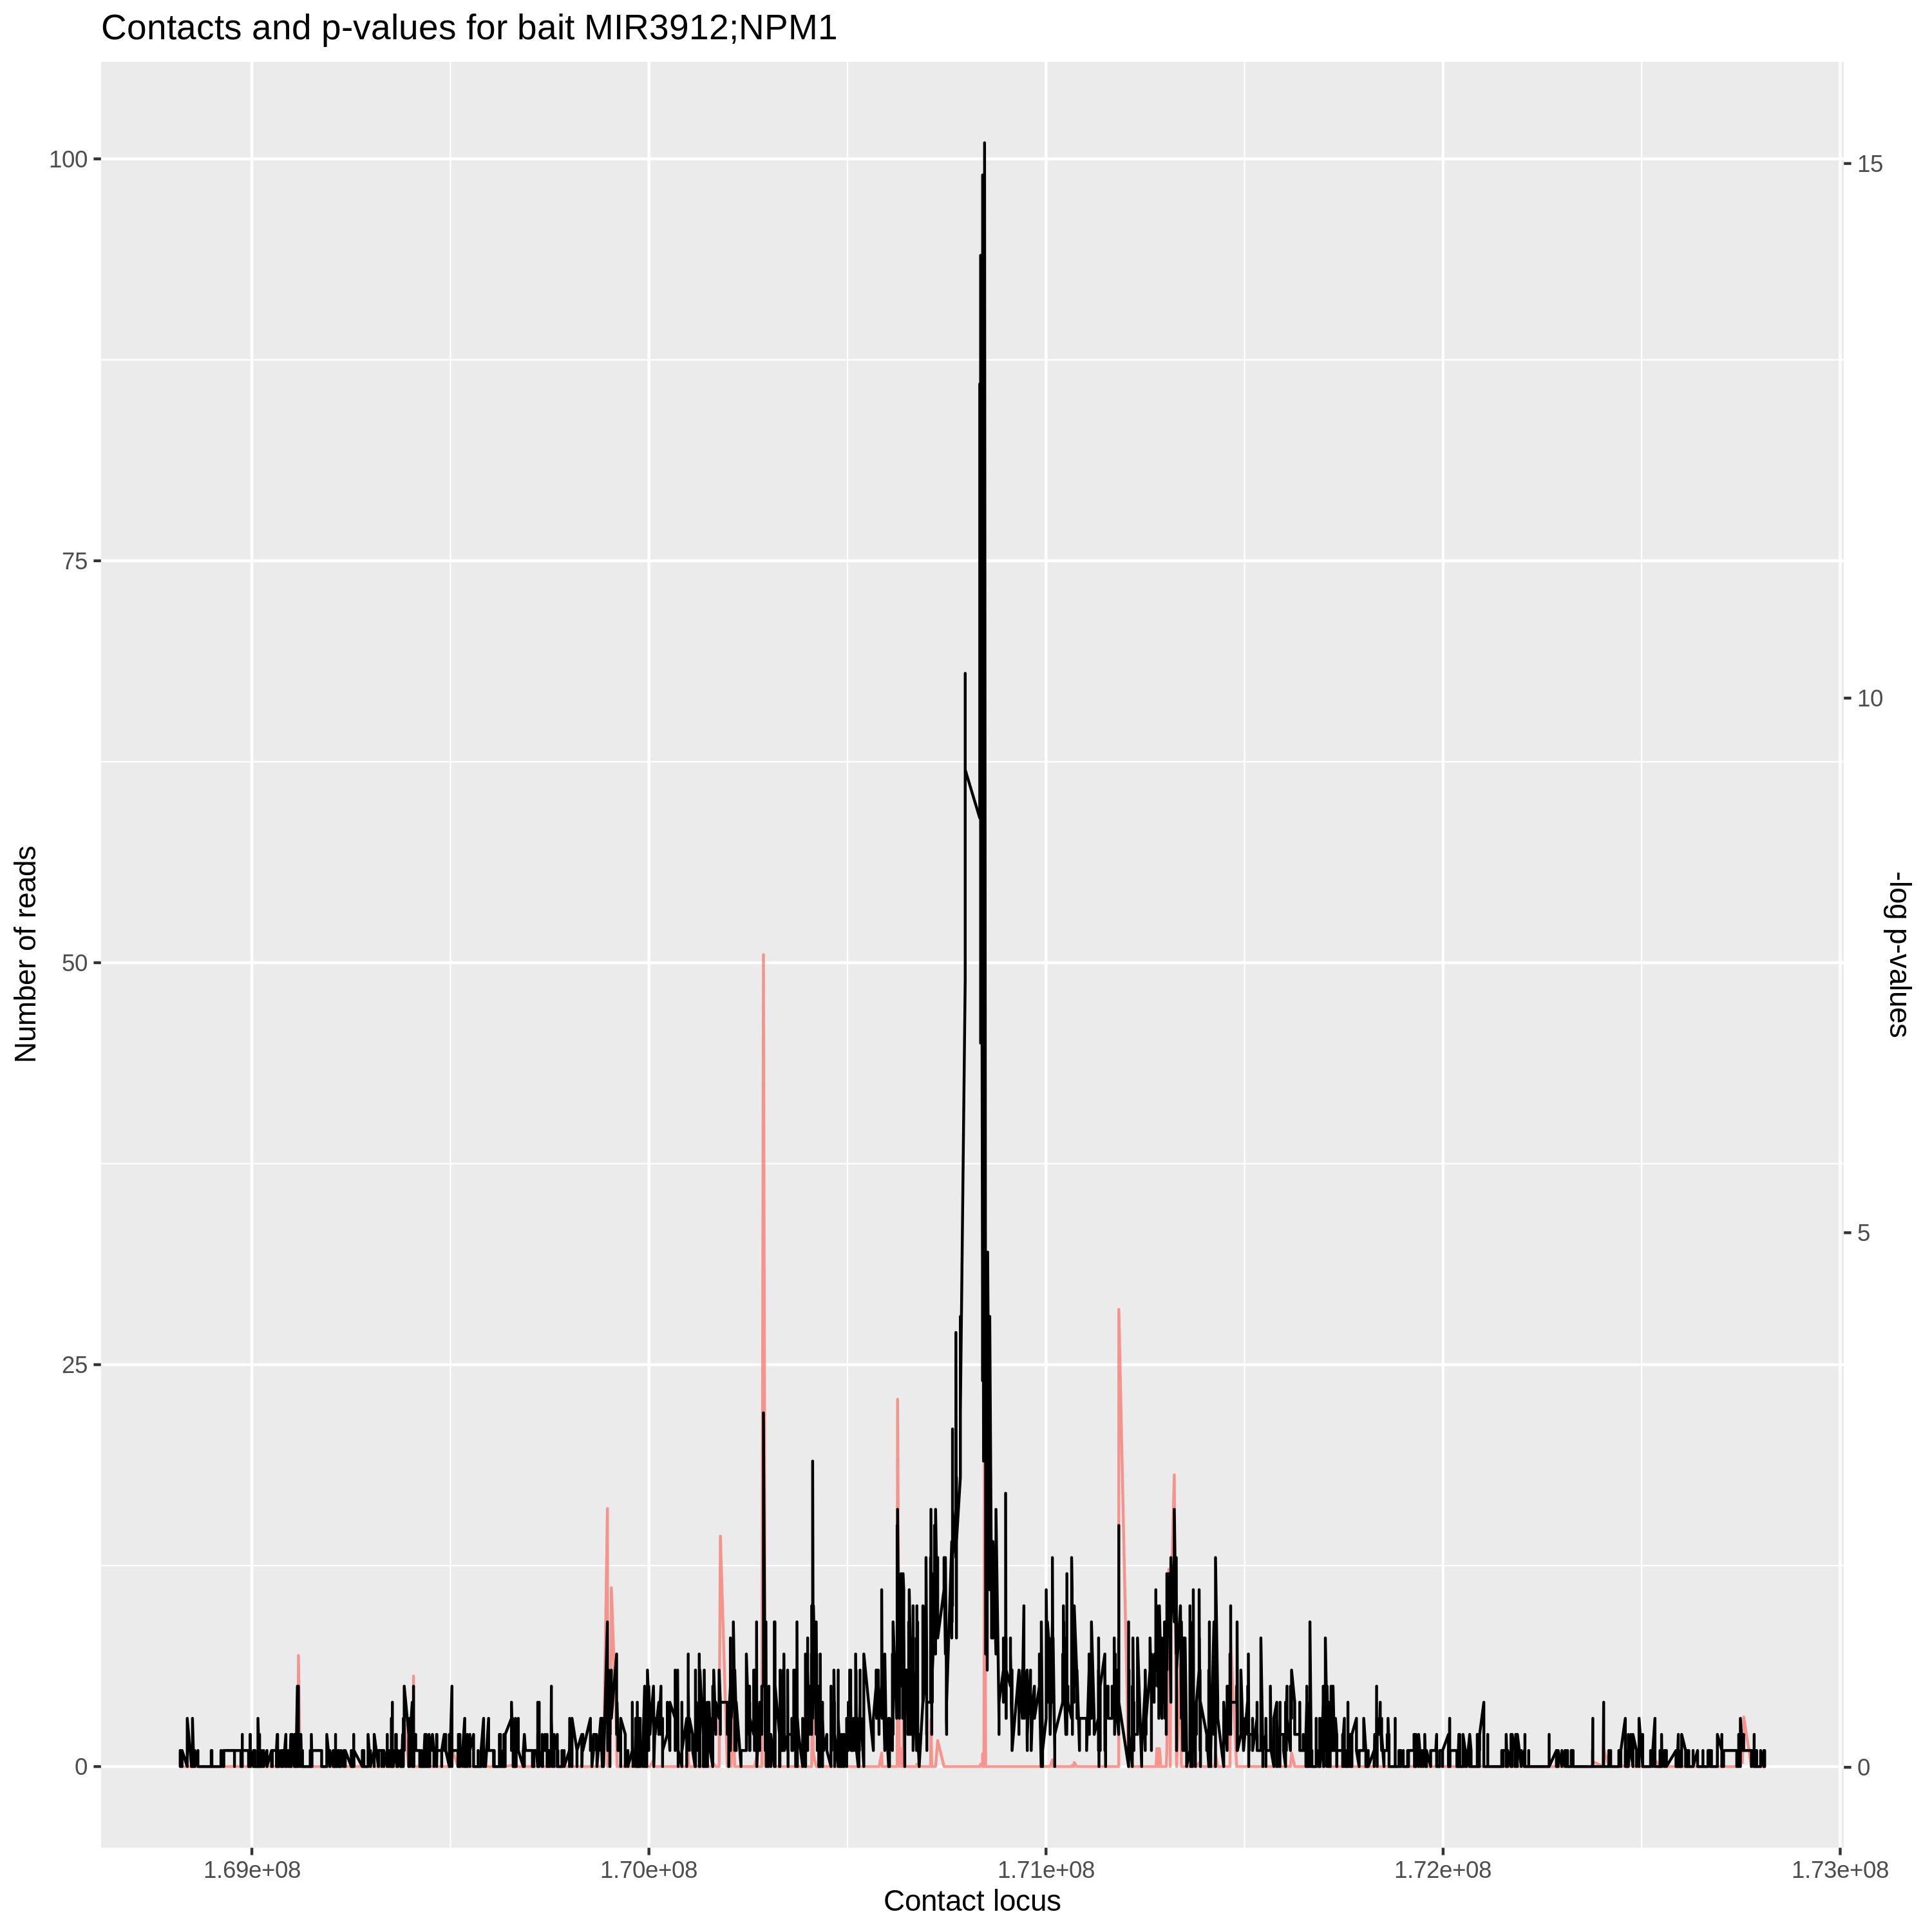 Contacts and p-values for bait MIR3912;NPM1
100
75
50
25
0
Number of reads
15
10
5
0
-log p-values
1.69e+08 1.70e+08 1.71e+08 1.72e+08 1.73e+08
Contact locus